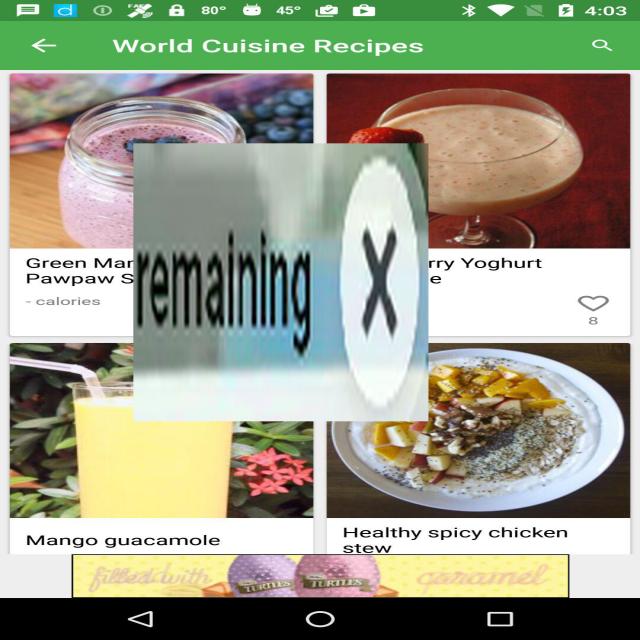 80° 45° 4:03
World Cuisine Recipes
Green
Pawpaw
- calories
rry Yoghurt
8
remaining X
Mango guacamole
Healthy spicy chicken
stew
filled with TURTLES TURTLES caramel